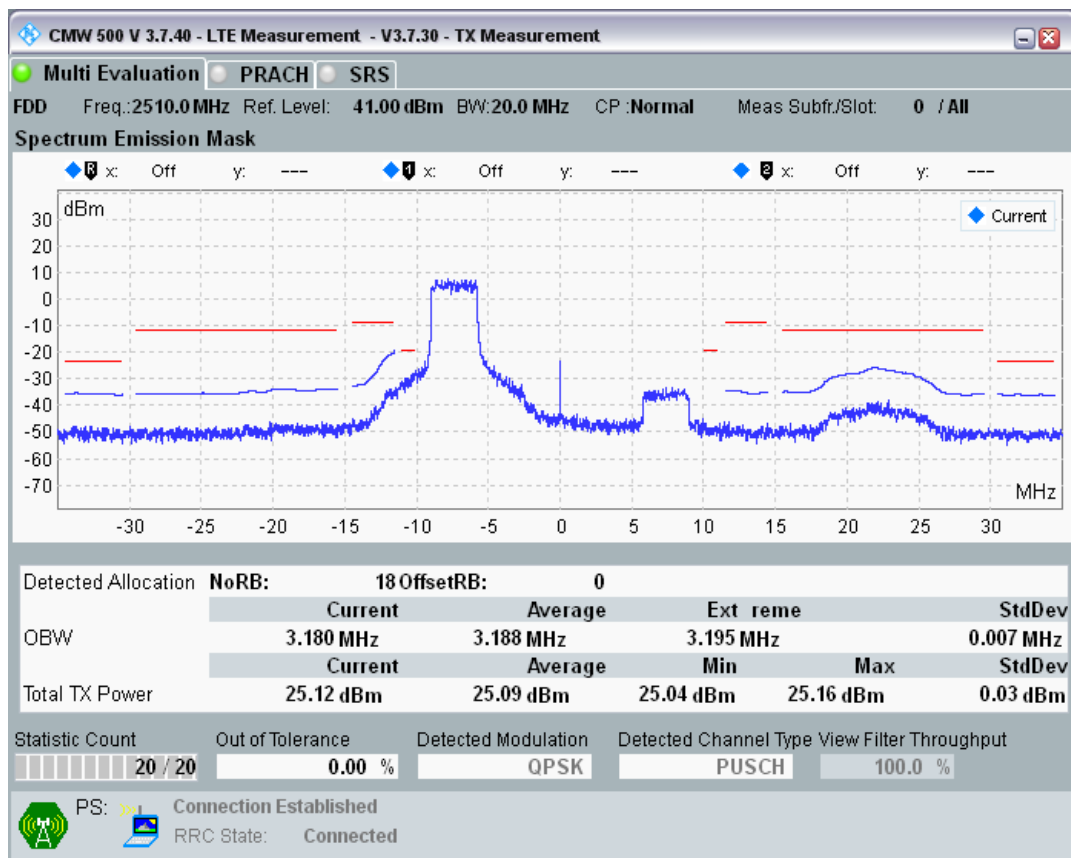 CMW 500 V 3.7.40 - LTE Measurement - V3.7.30 - TX Measurement
Multi Evaluation PRACH SRS
FDD Freq.:2510.0 MHz Ref. Level: 41.00 dBm BW:20.0 MHz CP :Normal Meas Subfr./Slot: 0 / All
Spectrum Emission Mask
R x: Off y: --- 1 x: Off y: --- 2 x: Off y: ---
dBm
Current
30
20
10
0
-10
-20
-30
-40
-50
-60
-70
MHz
-30 -25 -20 -15 -10 -5 0 5 10 15 20 25 30
Detected Allocation NoRB: 18 OffsetRB: 0
Current Average Ext reme StdDev
OBW 3.180 MHz 3.188 MHz 3.195 MHz 0.007 MHz
Current Average Min Max StdDev
Total TX Power 25.12 dBm 25.09 dBm 25.04 dBm 25.16 dBm 0.03 dBm
Statistic Count Out of Tolerance Detected Modulation Detected Channel Type View Filter Throughput
20 / 20 0.00 % QPSK PUSCH 100.0 %
PS: Connection Established
RRC State: Connected